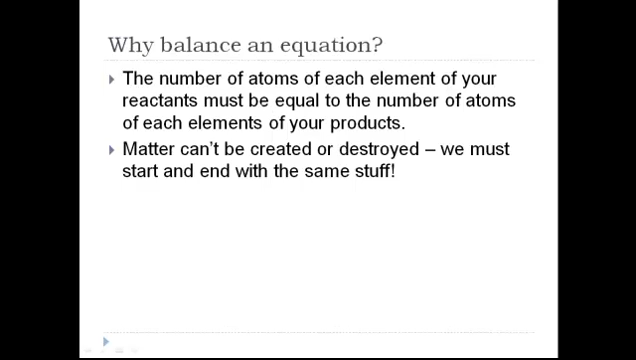 Why balance an equation?
The number of atoms of each element of your
reactants must be equal to the number of atoms
of each elements of your products.
Matter can't be created or destroyed – we must
start and end with the same stuff!